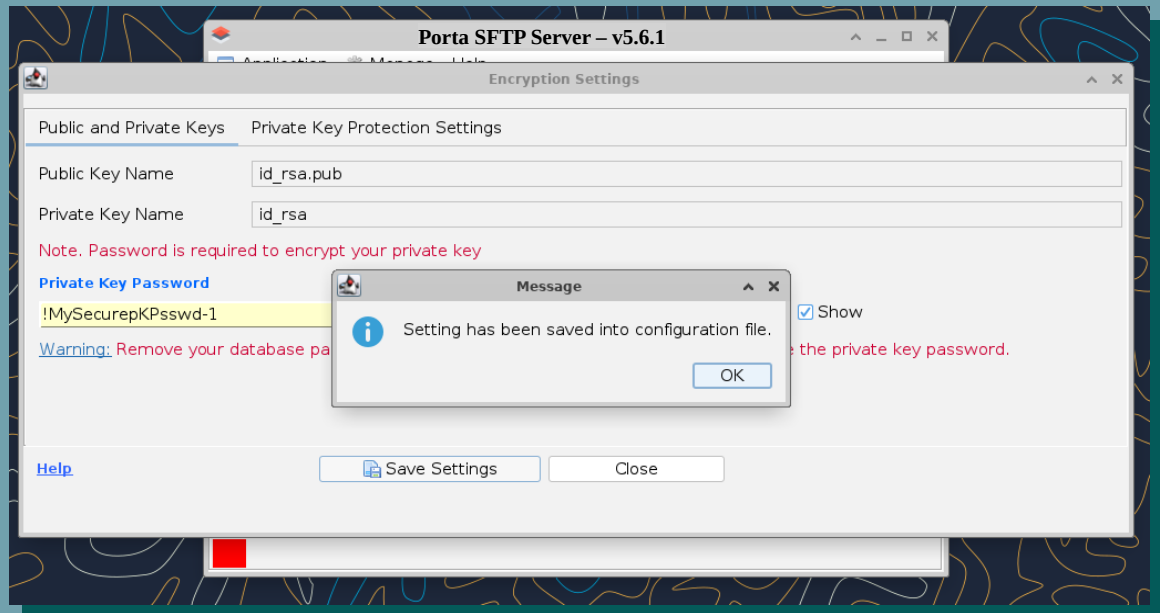 Porta SFTP Server – v5.6.1
Encryption Settings
Public and Private Keys Private Key Protection Settings
Public Key Name id_rsa.pub
Private Key Name id_rsa
Note. Password is required to encrypt your private key
Private Key Password
!MySecurepKPsswd-1
Show
Warning: Remove your database
the private key password.
Message
Setting has been saved into configuration file.
OK
Help Save Settings Close